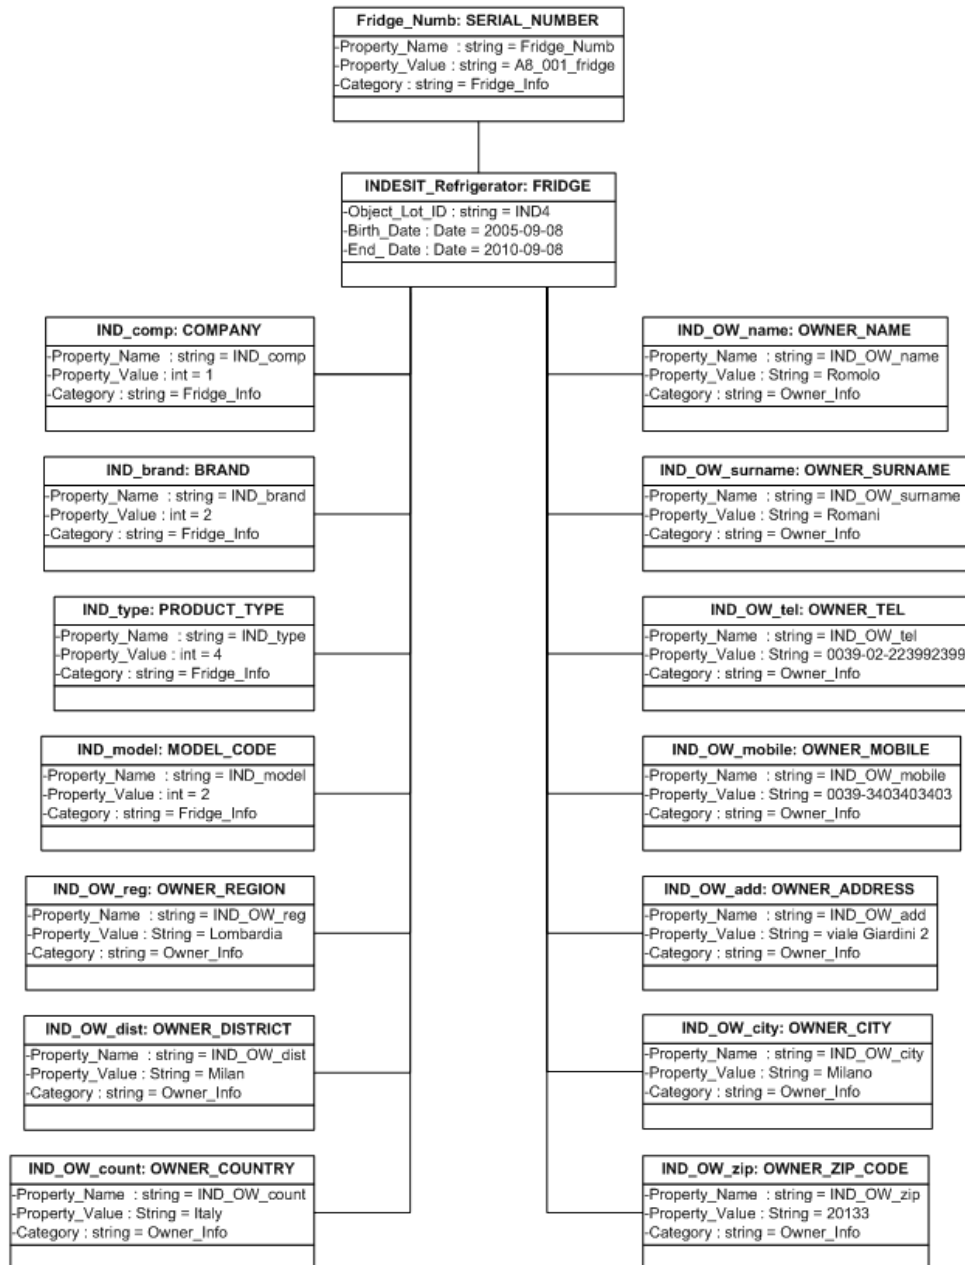 Fridge_Numb: SERIAL_NUMBER
-Property_Name : string = Fridge_Numb
-Property_Value : string = A8_001_fridge
-Category : string = Fridge_Info
INDESIT_Refrigerator: FRIDGE
-Object_Lot_ID : string = IND4
-Birth_Date : Date = 2005-09-08
-End_ Date : Date = 2010-09-08
IND_comp: COMPANY
-Property_Name : string = IND_comp
-Property_Value : int = 1
-Category : string = Fridge_Info
IND_brand: BRAND
-Property_Name : string = IND_brand
-Property_Value : int = 2
-Category : string = Fridge_Info
IND_type: PRODUCT_TYPE
-Property_Name : string = IND_type
-Property_Value : int = 4
-Category : string = Fridge_Info
IND_model: MODEL_CODE
-Property_Name : string = IND_model
-Property_Value : int = 2
-Category : string = Fridge_Info
IND_OW_reg: OWNER_REGION
-Property_Name : string = IND_OW_reg
-Property_Value : String = Lombardia
-Category : string = Owner_Info
IND_OW_dist: OWNER_DISTRICT
-Property_Name : string = IND_OW_dist
-Property_Value : String = Milan
-Category : string = Owner_Info
IND_OW_count: OWNER_COUNTRY
-Property_Name : string = IND_OW_count
-Property_Value : String = Italy
-Category : string = Owner_Info
IND_OW_name: OWNER_NAME
-Property_Name : string = IND_OW_name
-Property_Value : String = Romolo
-Category : string = Owner_Info
IND_OW_surname: OWNER_SURNAME
-Property_Name : string = IND_OW_surname
-Property_Value : String = Romani
-Category : string = Owner_Info
IND_OW_tel: OWNER_TEL
-Property_Name : string = IND_OW_tel
-Property_Value : String = 0039-02-223992399
-Category : string = Owner_Info
IND_OW_mobile: OWNER_MOBILE
-Property_Name : string = IND_OW_mobile
-Property_Value : String = 0039-3403403403
-Category : string = Owner_Info
IND_OW_add: OWNER_ADDRESS
-Property_Name : string = IND_OW_add
-Property_Value : String = viale Giardini 2
-Category : string = Owner_Info
IND_OW_city: OWNER_CITY
-Property_Name : string = IND_OW_city
-Property_Value : String = Milano
-Category : string = Owner_Info
IND_OW_zip: OWNER_ZIP_CODE
-Property_Name : string = IND_OW_zip
-Property_Value : String = 20133
-Category : string = Owner_Info